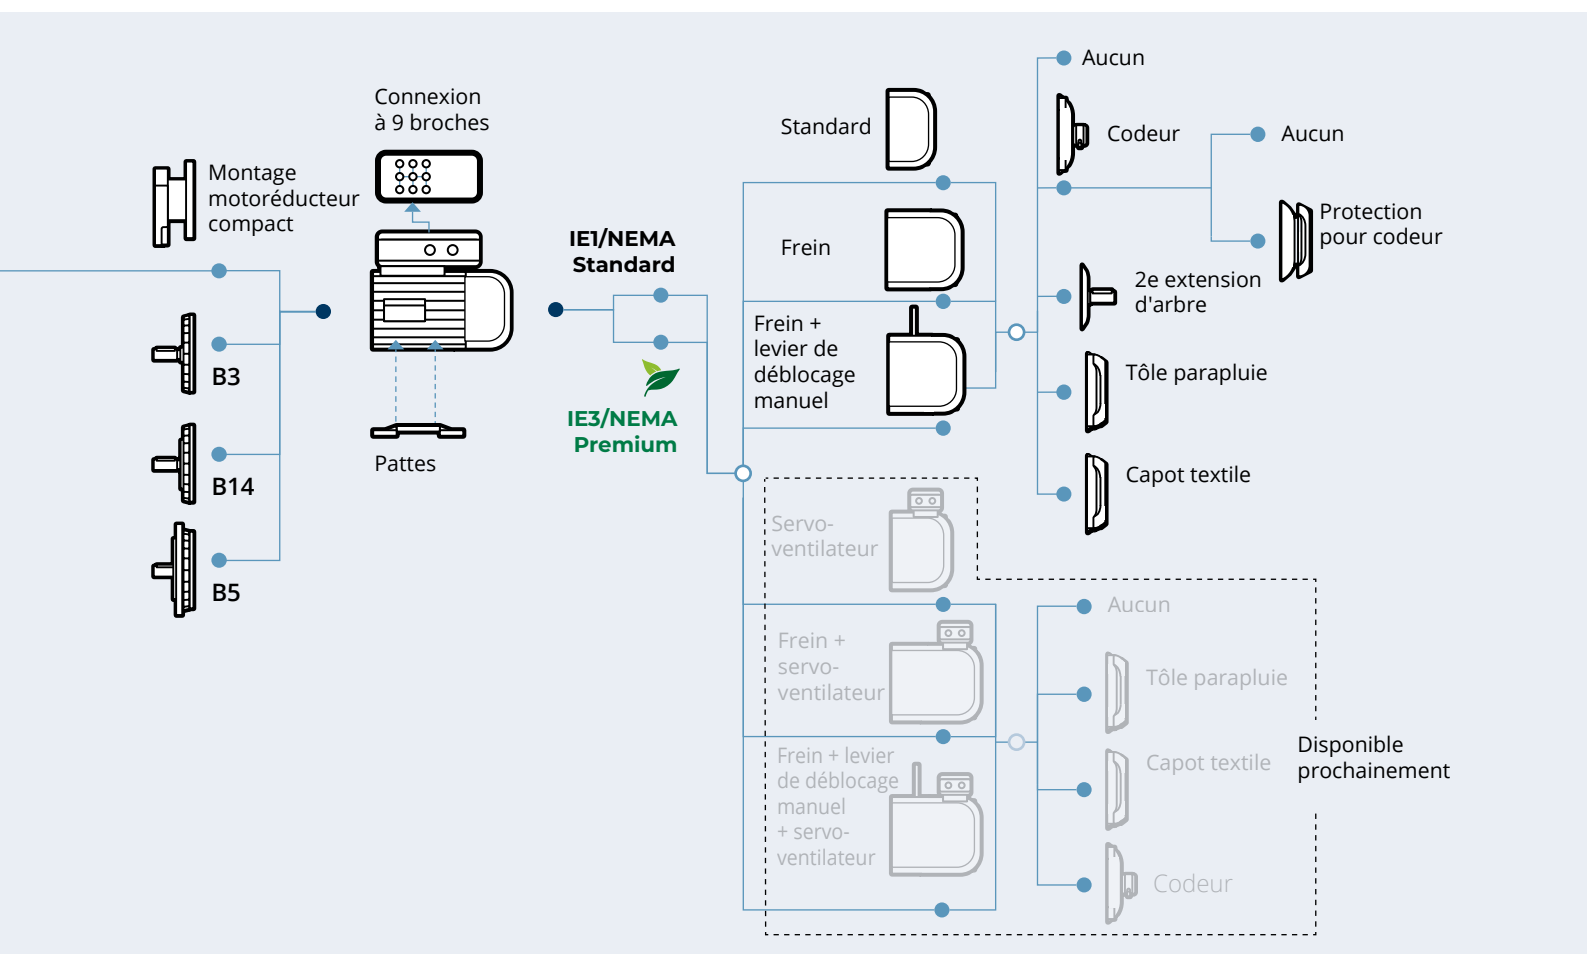 Connexion
à 9 broches
Montage
motoréducteur
compact
B3
B14
B5
Pattes
IE1/NEMA
Standard
IE3/NEMA
Premium
Standard
Frein
Frein +
levier de
déblocage
manuel
Aucun
Codeur
Aucun
Protection
pour codeur
2e extension
d'arbre
Tôle parapluie
Capot textile
Servo-
ventilateur
Frein +
servo-
ventilateur
Frein + levier
de déblocage
manuel
+ servo-
ventilateur
Aucun
Tôle parapluie
Capot textile
Codeur
Disponible
prochainement